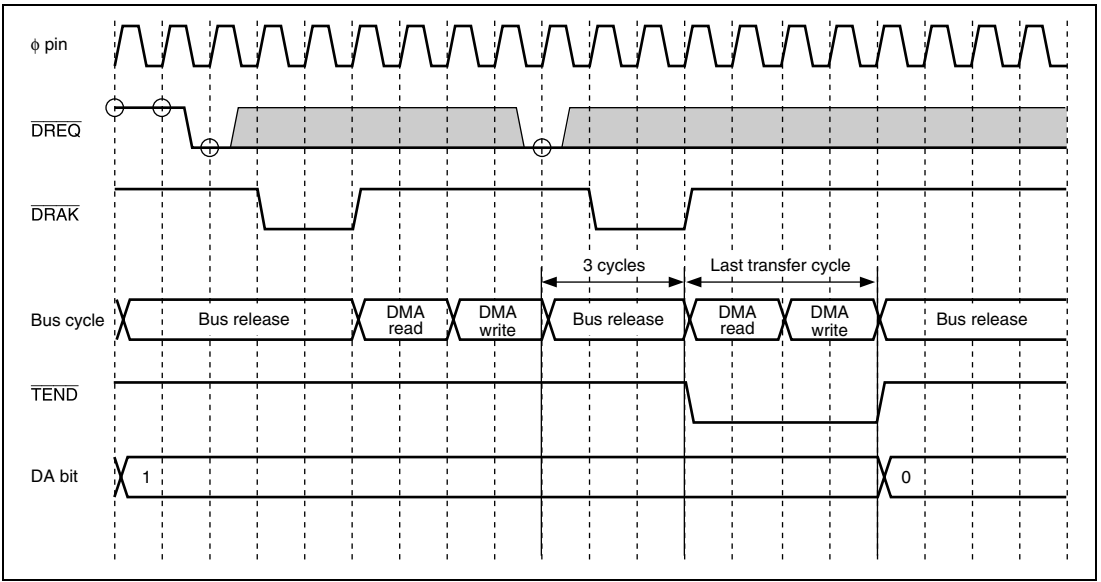 φ pin
DREQ
DRAK
3 cycles
Last transfer cycle
Bus cycle
Bus release
DMA
read
DMA
write
Bus release
DMA
read
DMA
write
Bus release
TEND
DA bit
1
0